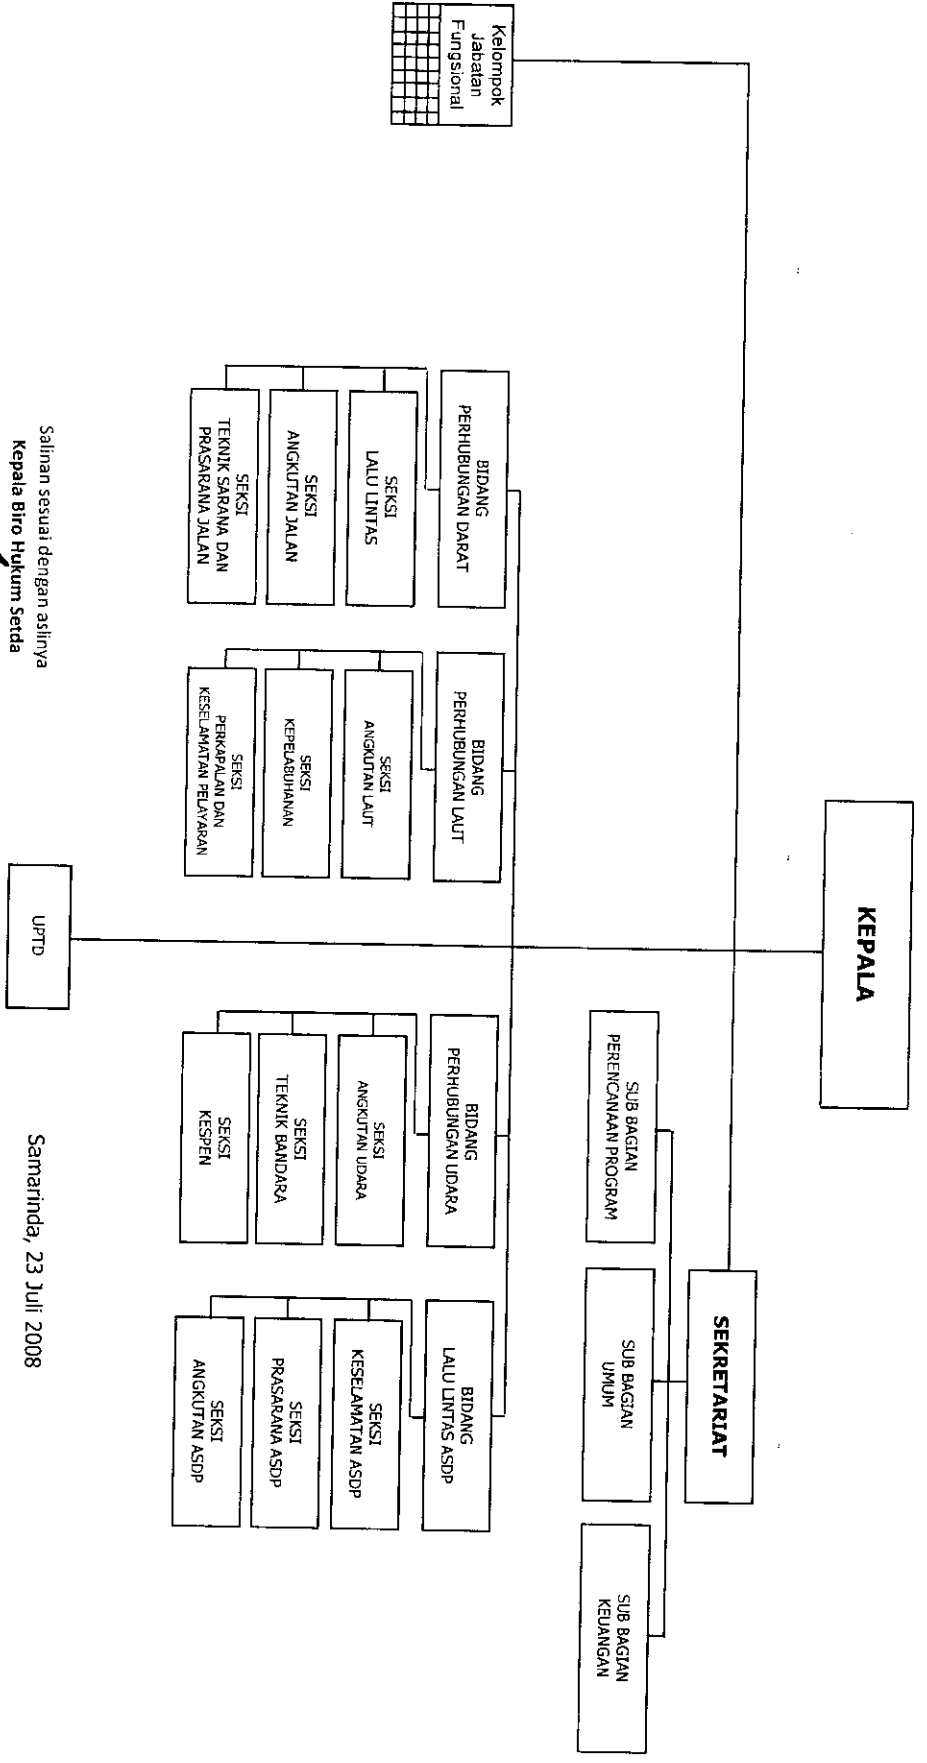 KEPALA
SEKRETARIAT
SUB BAGIAN
PERENCANAAN PROGRAM
SUB BAGIAN
UMUM
SUB BAGIAN
KEUANGAN
Kelompok
Jabatan
Fungsional
BIDANG
PERHUBUNGAN DARAT
SEKSI
LALU LINTAS
SEKSI
ANGKUTAN JALAN
SEKSI
TEKNIK SARANA DAN
PRASARANA JALAN
BIDANG
PERHUBUNGAN LAUT
SEKSI
ANGKUTAN LAUT
SEKSI
KEPELABUHANAN
SEKSI
PERKAPALAN DAN
KESELAMATAN PELAYARAN
BIDANG
PERHUBUNGAN UDARA
SEKSI
ANGKUTAN UDARA
SEKSI
TEKNIK BANDARA
SEKSI
KESPEN
BIDANG
LALU LINTAS ASDP
SEKSI
KESELAMATAN ASDP
SEKSI
PRASARANA ASDP
SEKSI
ANGKUTAN ASDP
UPTD
Salinan sesuai dengan aslinya
Kepala Biro Hukum Setda
Samarinda, 23 Juli 2008